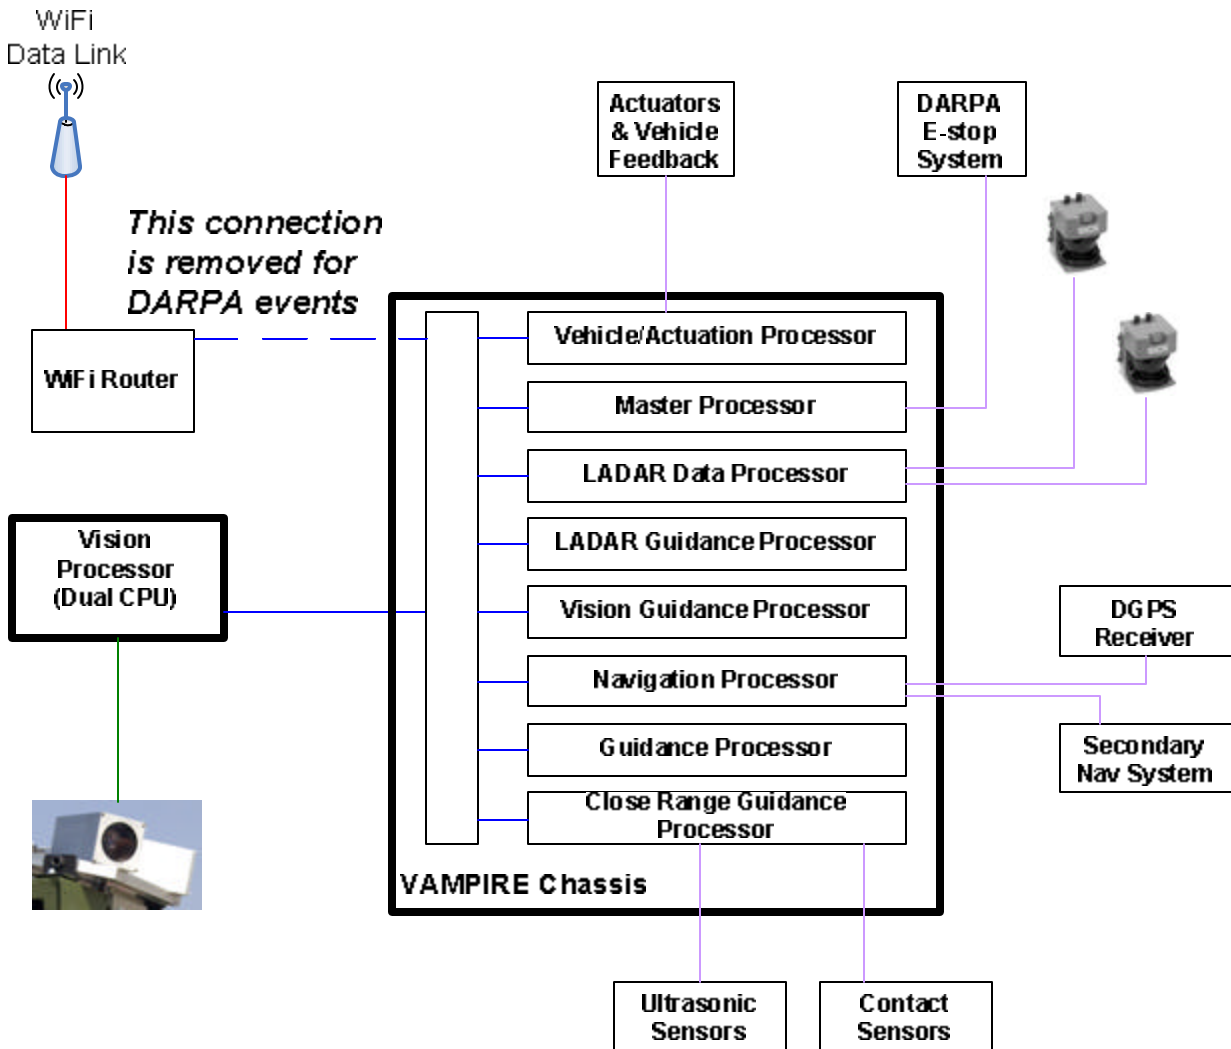 WiFi
Data Link
Actuators
& Vehicle
Feedback
DARPA
E-stop
System
This connection
is removed for
DARPA events
WiFi Router
Vehicle/Actuation Processor
Master Processor
LADAR Data Processor
LADAR Guidance Processor
Vision Guidance Processor
Navigation Processor
Guidance Processor
Close Range Guidance
Processor
VAMPIRE Chassis
Vision
Processor
(Dual CPU)
DGPS
Receiver
Secondary
Nav System
Ultrasonic
Sensors
Contact
Sensors